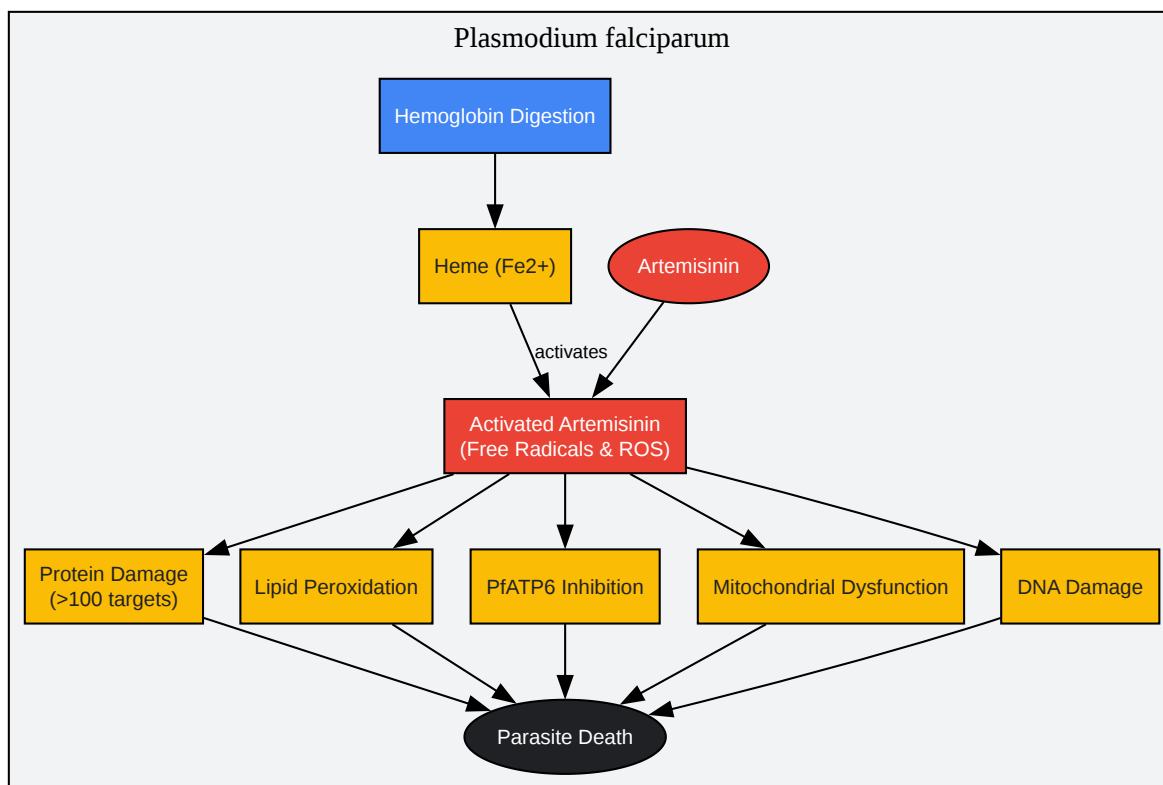 Plasmodium falciparum
Hemoglobin Digestion
Heme (Fe2+)
Artemisinin
activates
Activated Artemisinin
(Free Radicals & ROS)
Protein Damage
(>100 targets)
Lipid Peroxidation
PfATP6 Inhibition
Mitochondrial Dysfunction
DNA Damage
Parasite Death